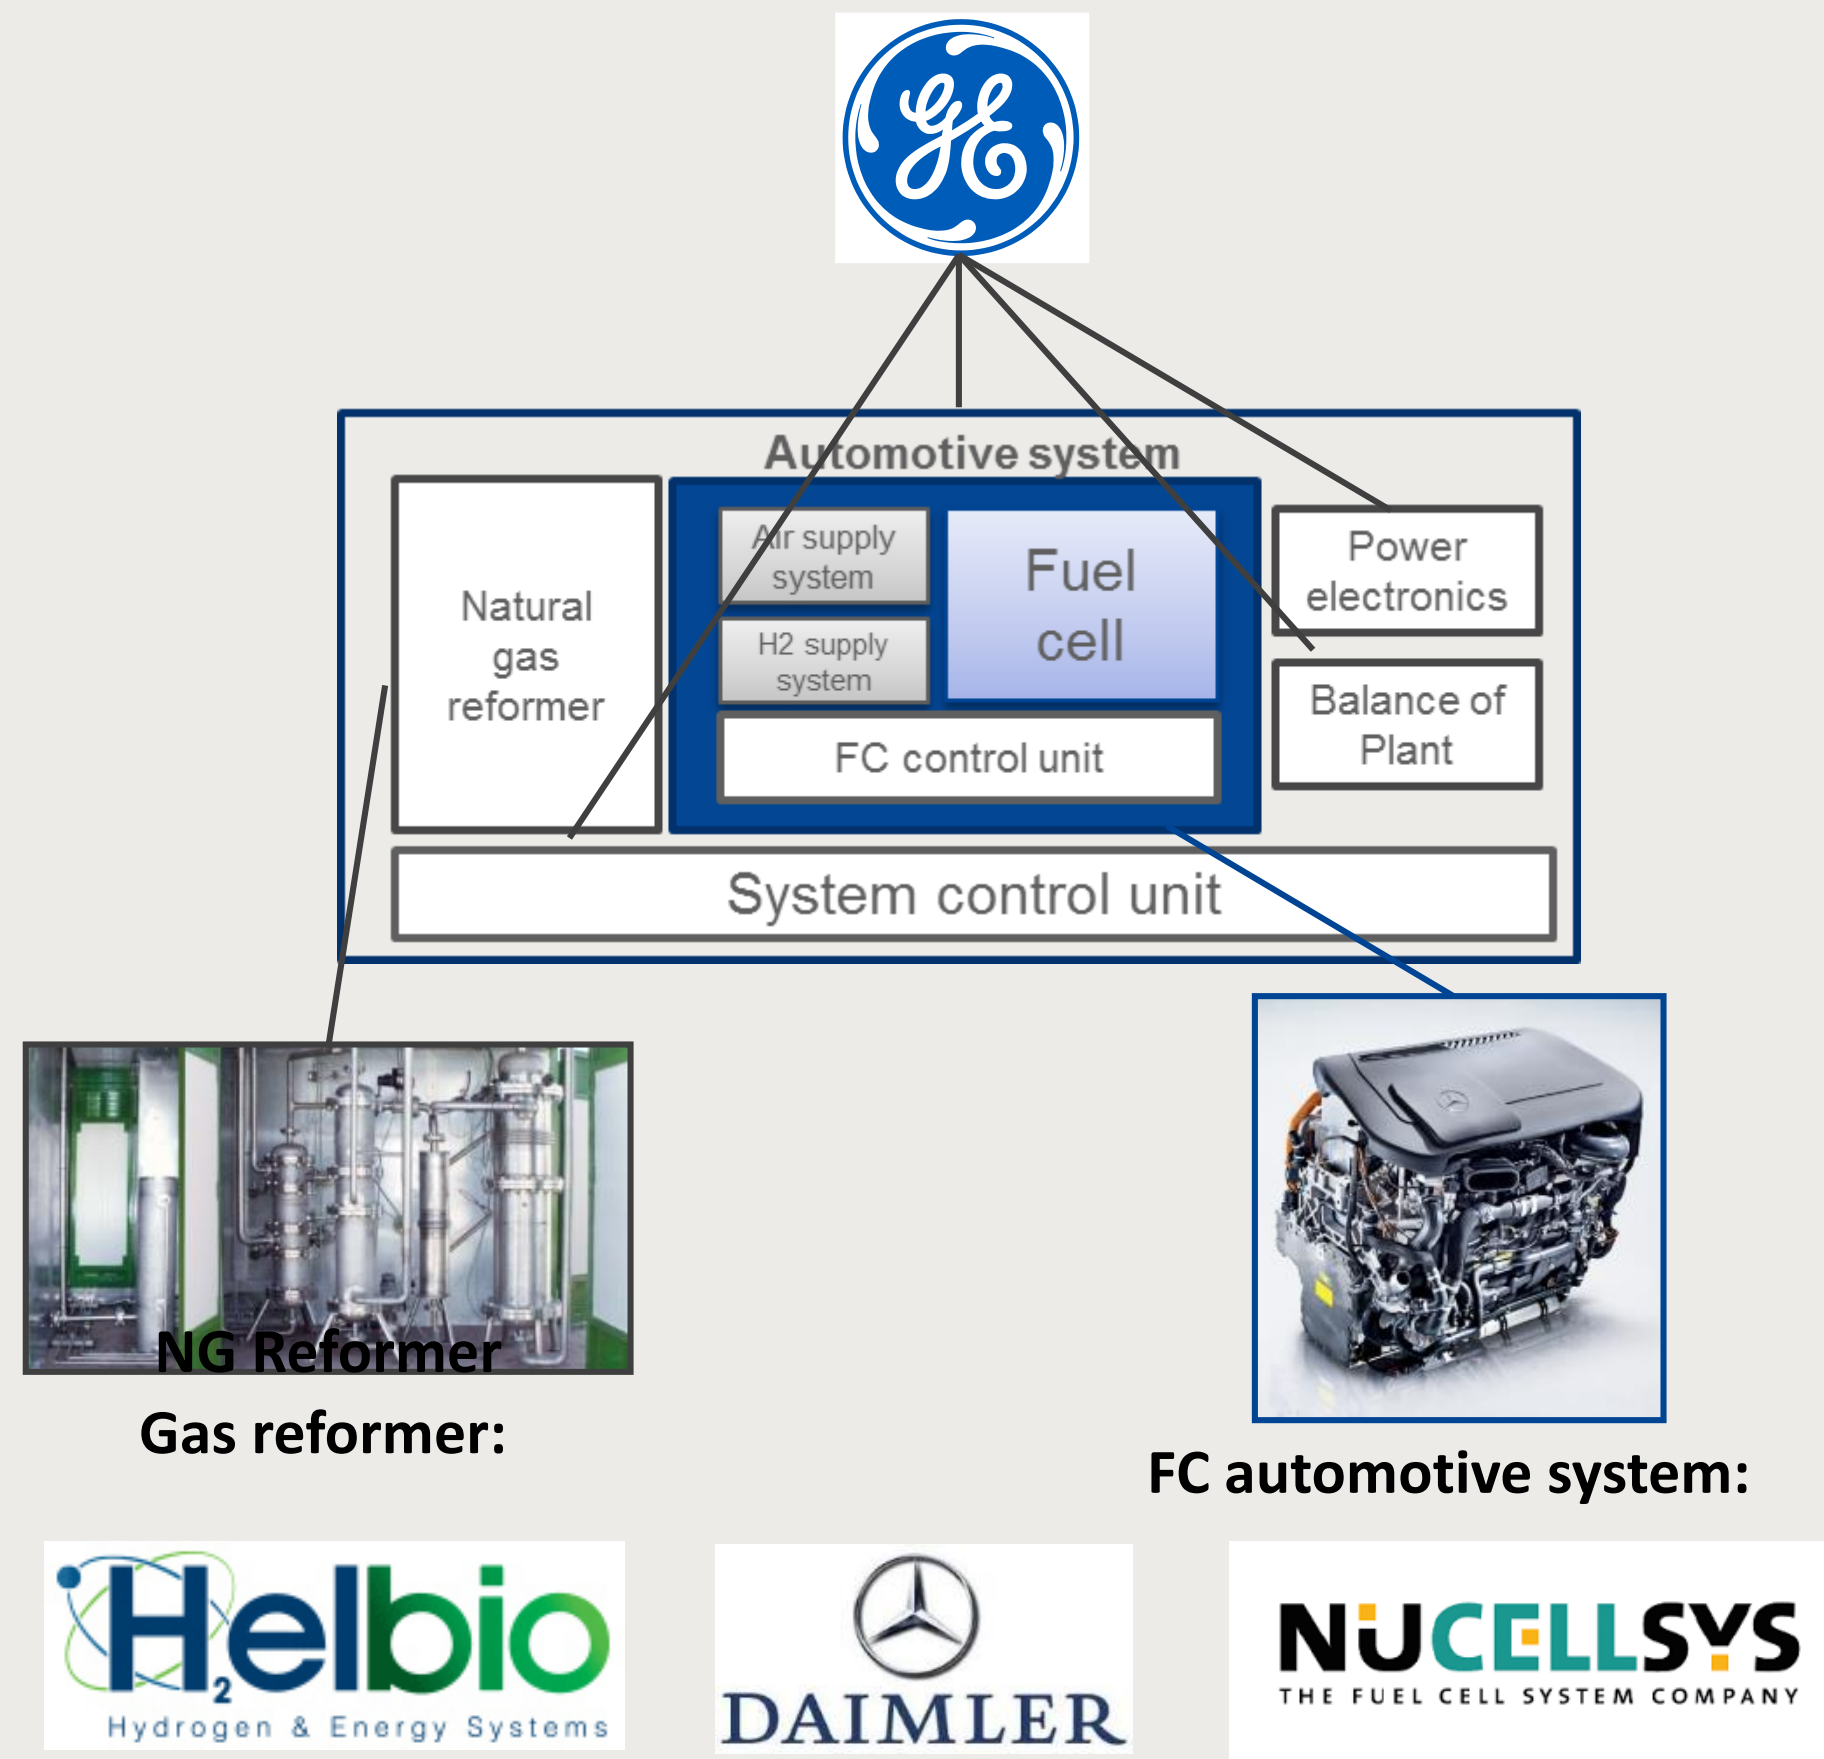 GE
Automotive system
Natural
gas
reformer
Air supply
system
H2 supply
system
Fuel
cell
FC control unit
Power
electronics
Balance of
Plant
System control unit
NG Reformer
Gas reformer:
FC automotive system:
H2elbio
Hydrogen & Energy Systems
DAIMLER
NUCELLSYS
THE FUEL CELL SYSTEM COMPANY